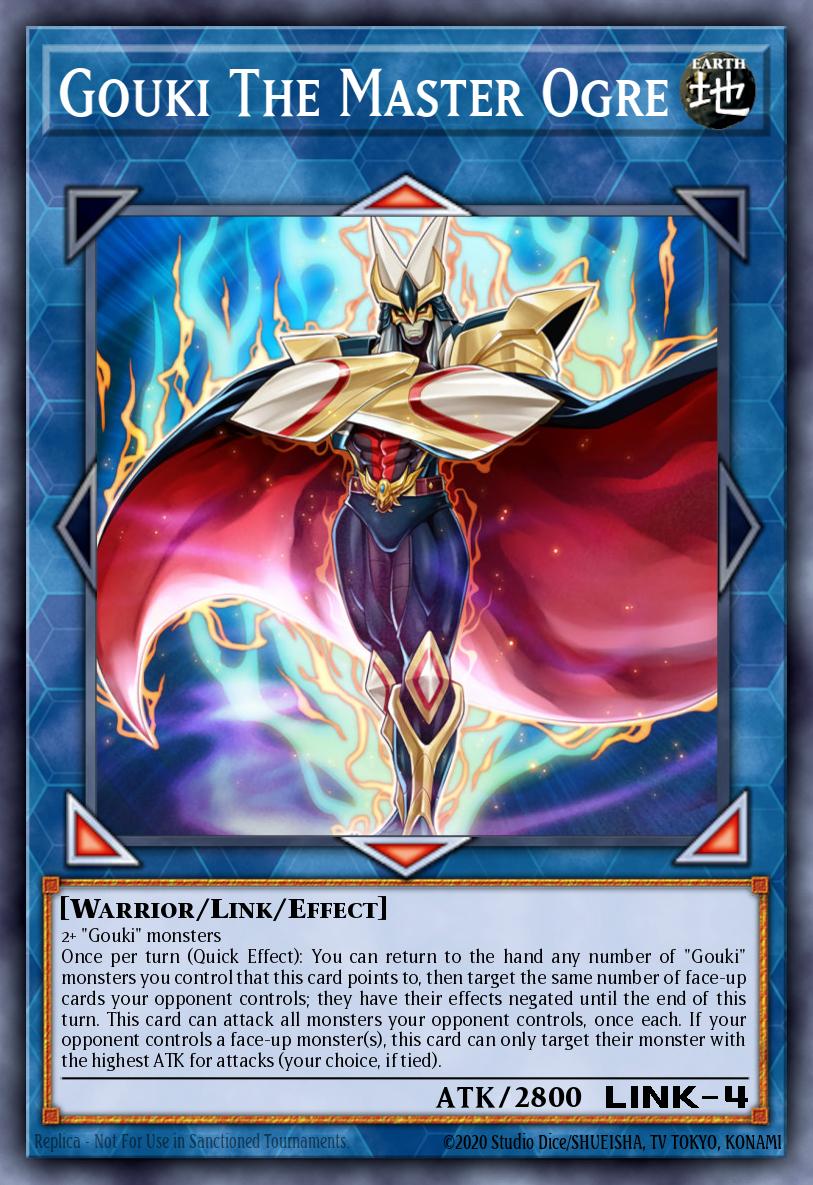 Gouki The Master Ogre
EARTH
地
[Warrior/Link/Effect]
2+ "Gouki" monsters
Once per turn (Quick Effect): You can return to the hand any number of "Gouki"
monsters you control that this card points to, then target the same number of face-up
cards your opponent controls; they have their effects negated until the end of this
turn. This card can attack all monsters your opponent controls, once each. If your
opponent controls a face-up monster(s), this card can only target their monster with
the highest ATK for attacks (your choice, if tied).
ATK/2800 LINK-4
Replica - Not For Use in Sanctioned Tournaments. ©2020 Studio Dice/SHUEISHA, TV TOKYO, KONAMI